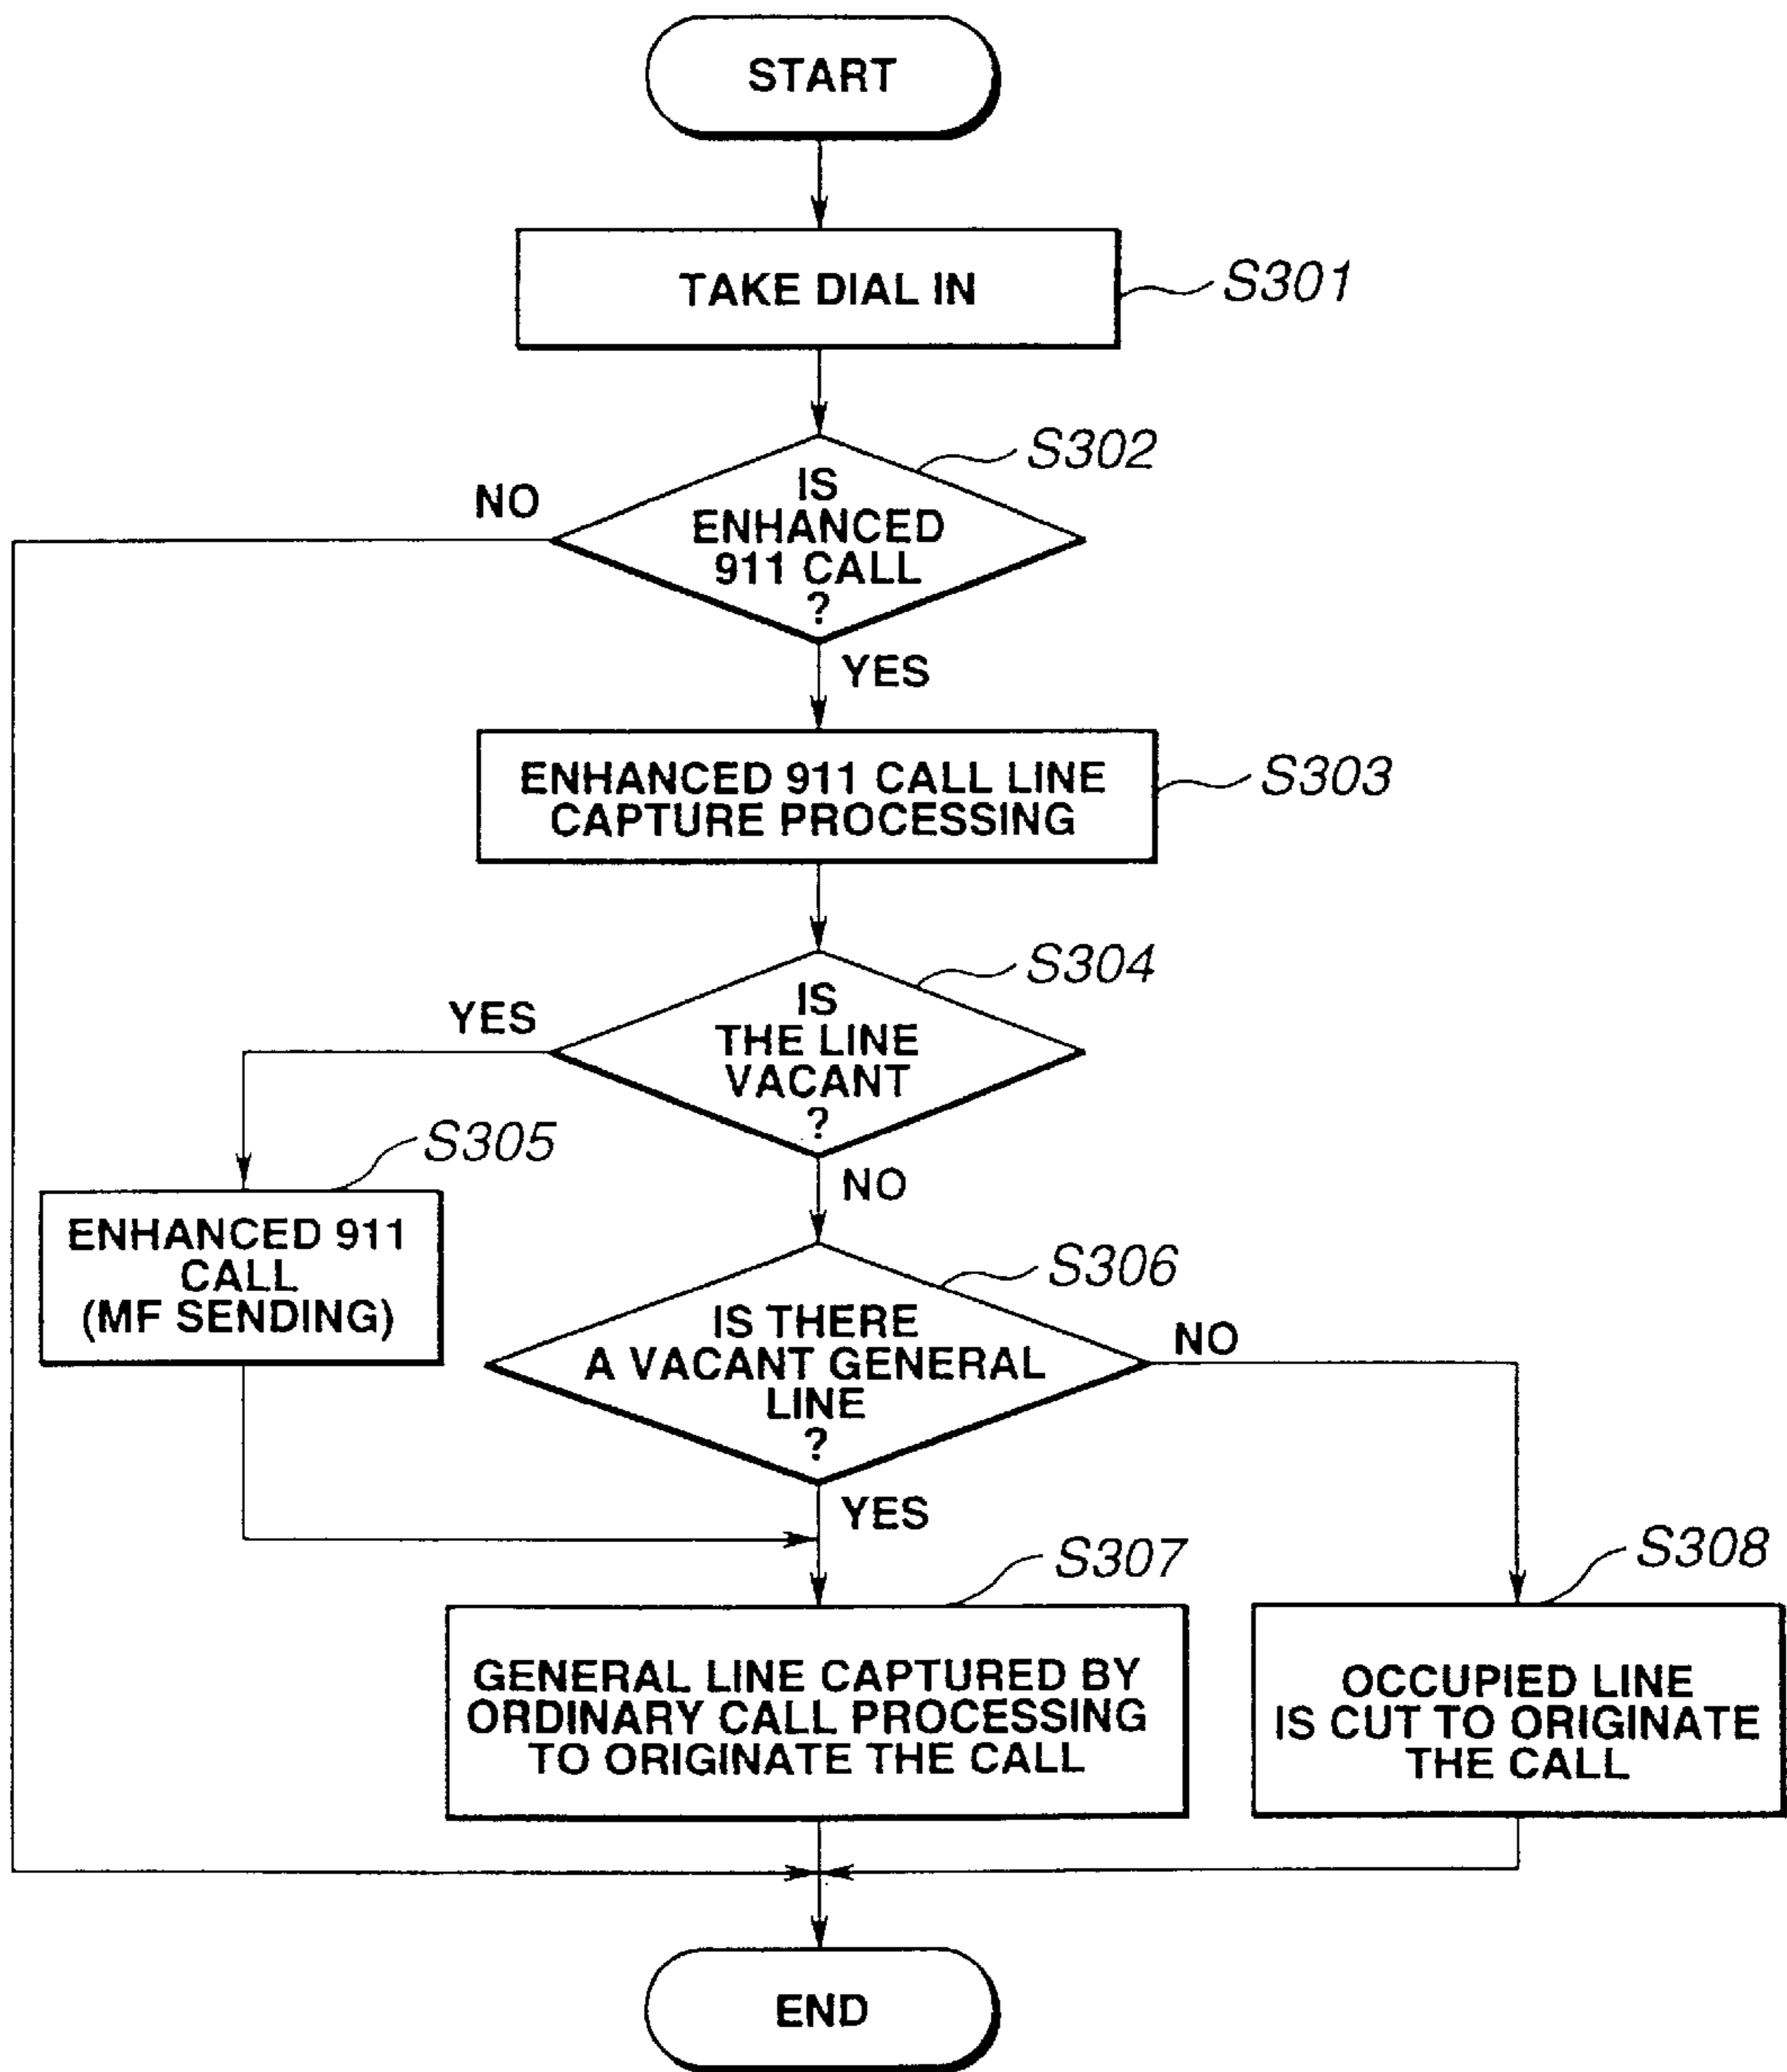 START
TAKE DIAL IN
S301
S302
NO
IS
ENHANCED
911 CALL
?
YES
ENHANCED 911 CALL LINE
CAPTURE PROCESSING
S303
S304
YES
IS
THE LINE
VACANT
?
S305
NO
ENHANCED 911
CALL
(MF SENDING)
S306
IS THERE
A VACANT GENERAL
LINE
?
NO
YES
S307
S308
GENERAL LINE CAPTURED BY
ORDINARY CALL PROCESSING
TO ORIGINATE THE CALL
OCCUPIED LINE
IS CUT TO ORIGINATE
THE CALL
END